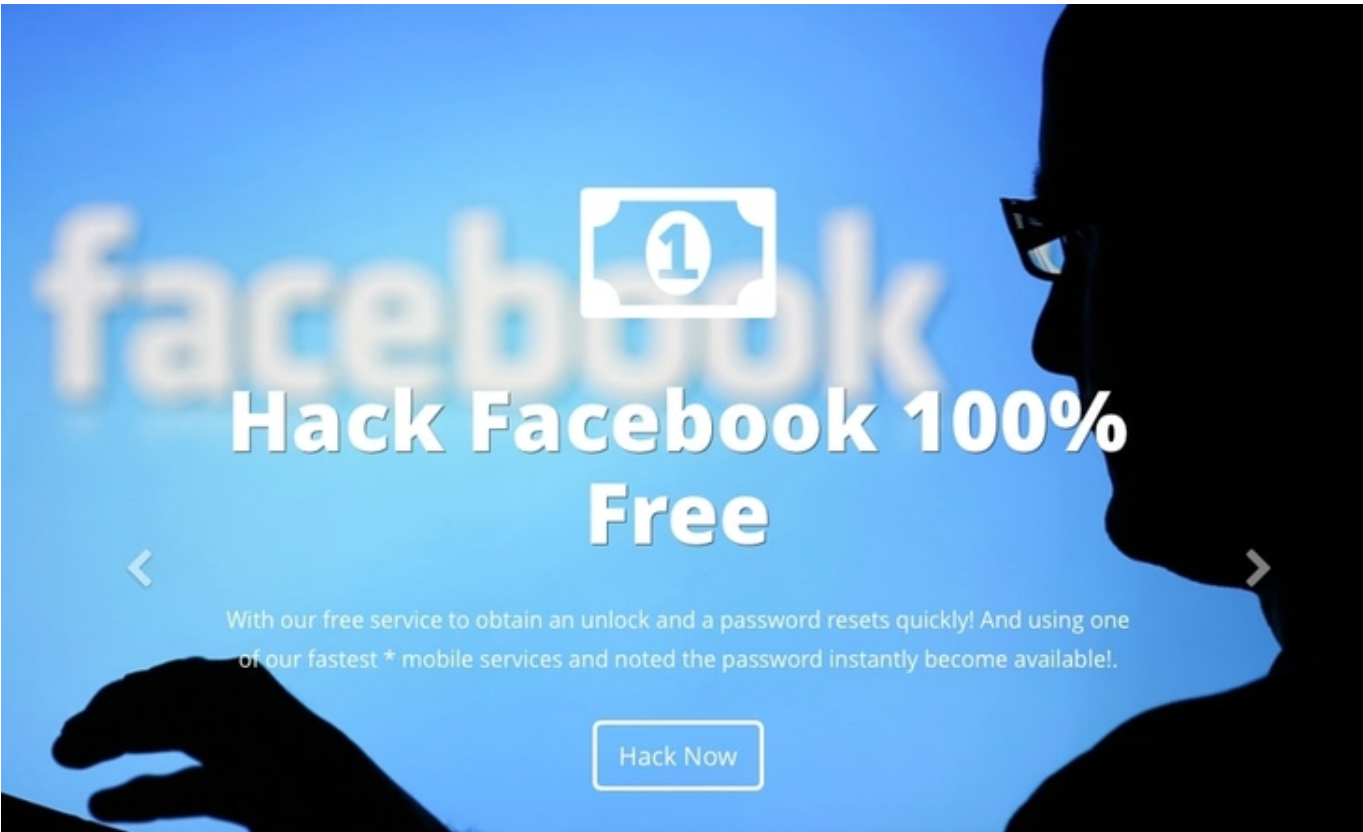 facebook
1
Hack Facebook 100%
Free
With our free service to obtain an unlock and a password resets quickly! And using one
of our fastest * mobile services and noted the password instantly become available!.
Hack Now